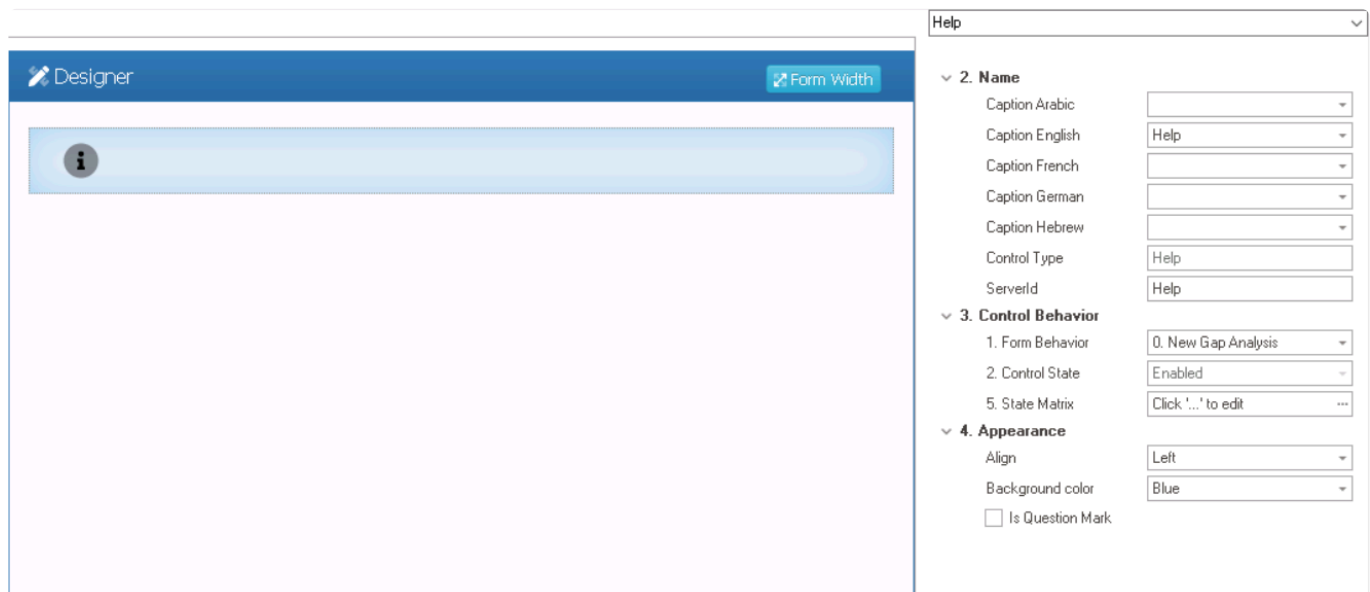 Help
Designer
Form Width
2. Name
Caption Arabic
Caption English Help
Caption French
Caption German
Caption Hebrew
Control Type Help
ServerId Help
3. Control Behavior
1. Form Behavior 0. New Gap Analysis
2. Control State Enabled
5. State Matrix Click '...' to edit ...
4. Appearance
Align Left
Background color Blue
Is Question Mark